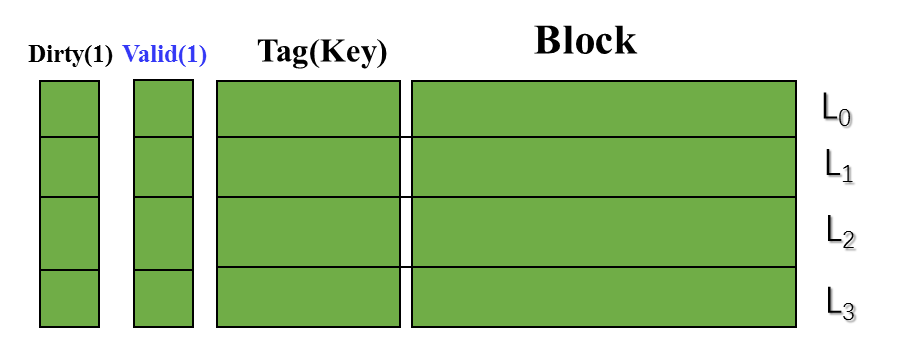 Dirty(1) Valid(1) Tag(Key) Block
L0
L1
L2
L3